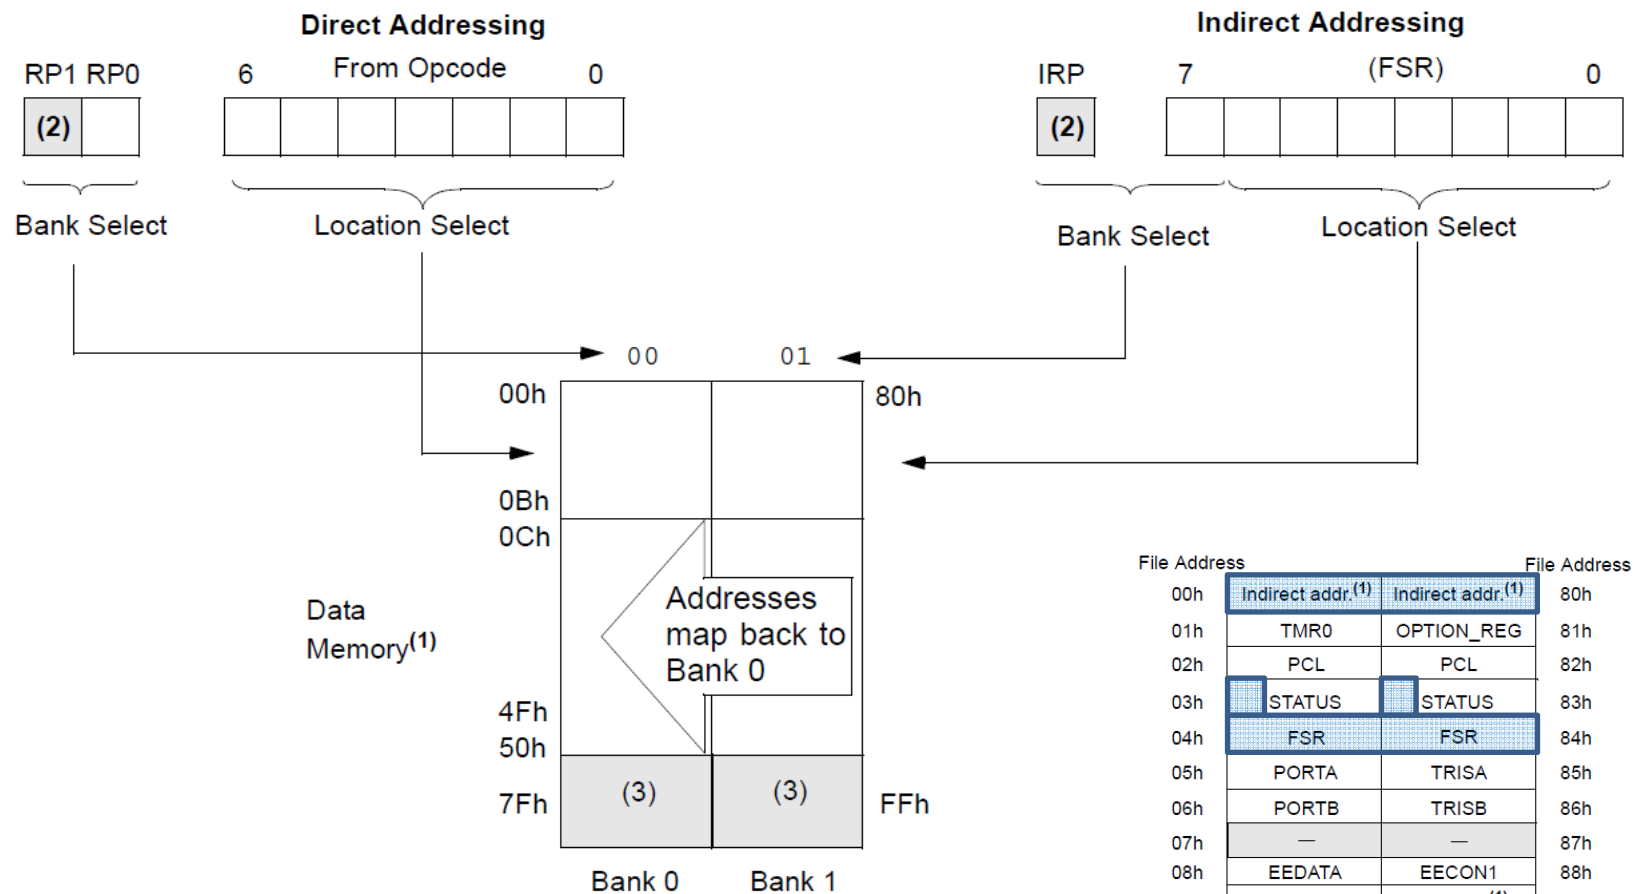 Direct Addressing
RP1 RP0 6 From Opcode 0
(2)
Bank Select Location Select
Indirect Addressing
IRP 7 (FSR) 0
(2)
Bank Select Location Select
00 01
00h 80h
0Bh
0Ch
Addresses
map back to
Bank 0
Data
Memory(1)
4Fh
50h
7Fh (3) (3) FFh
Bank 0 Bank 1
File Address File Address
00h Indirect addr.(1) Indirect addr.(1) 80h
01h TMR0 OPTION_REG 81h
02h PCL PCL 82h
03h STATUS STATUS 83h
04h FSR FSR 84h
05h PORTA TRISA 85h
06h PORTB TRISB 86h
07h — — 87h
08h EEDATA EECON1 88h